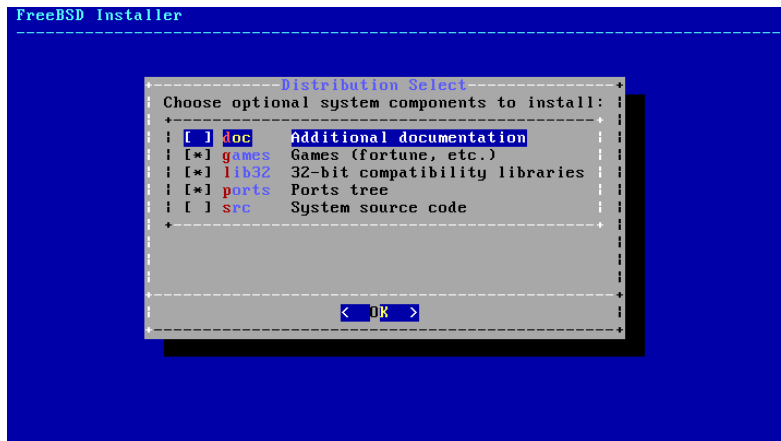 FreeBSD Installer
Distribution Select
Choose optional system components to install:
[ ] doc Additional documentation
[*] games Games (fortune, etc.)
[*] lib32 32-bit compatibility libraries
[*] ports Ports tree
[ ] src System source code
< OK >